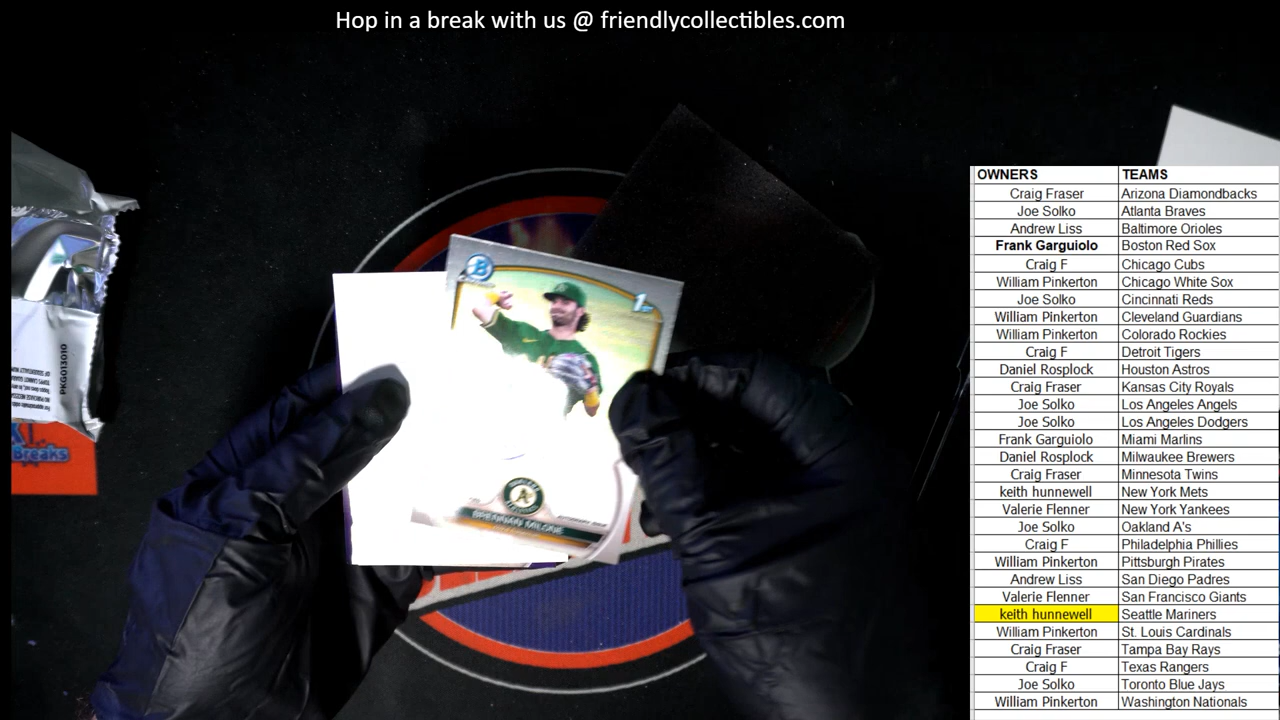 Hop in a break with us @ friendlycollectibles.com
OWNERS TEAMS
Craig Fraser Arizona Diamondbacks
Joe Solko Atlanta Braves
Andrew Liss Baltimore Orioles
Frank Garguiolo Boston Red Sox
Craig F Chicago Cubs
William Pinkerton Chicago White Sox
Joe Solko Cincinnati Reds
William Pinkerton Cleveland Guardians
William Pinkerton Colorado Rockies
Craig F Detroit Tigers
Daniel Rosplock Houston Astros
Craig Fraser Kansas City Royals
Joe Solko Los Angeles Angels
Joe Solko Los Angeles Dodgers
Frank Garguiolo Miami Marlins
Daniel Rosplock Milwaukee Brewers
Craig Fraser Minnesota Twins
keith hunnewell New York Mets
Valerie Flenner New York Yankees
Joe Solko Oakland A's
Craig F Philadelphia Phillies
William Pinkerton Pittsburgh Pirates
Andrew Liss San Diego Padres
Valerie Flenner San Francisco Giants
keith hunnewell Seattle Mariners
William Pinkerton St. Louis Cardinals
Craig Fraser Tampa Bay Rays
Craig F Texas Rangers
Joe Solko Toronto Blue Jays
William Pinkerton Washington Nationals
PKG013010
Breaks
B
1st
A's